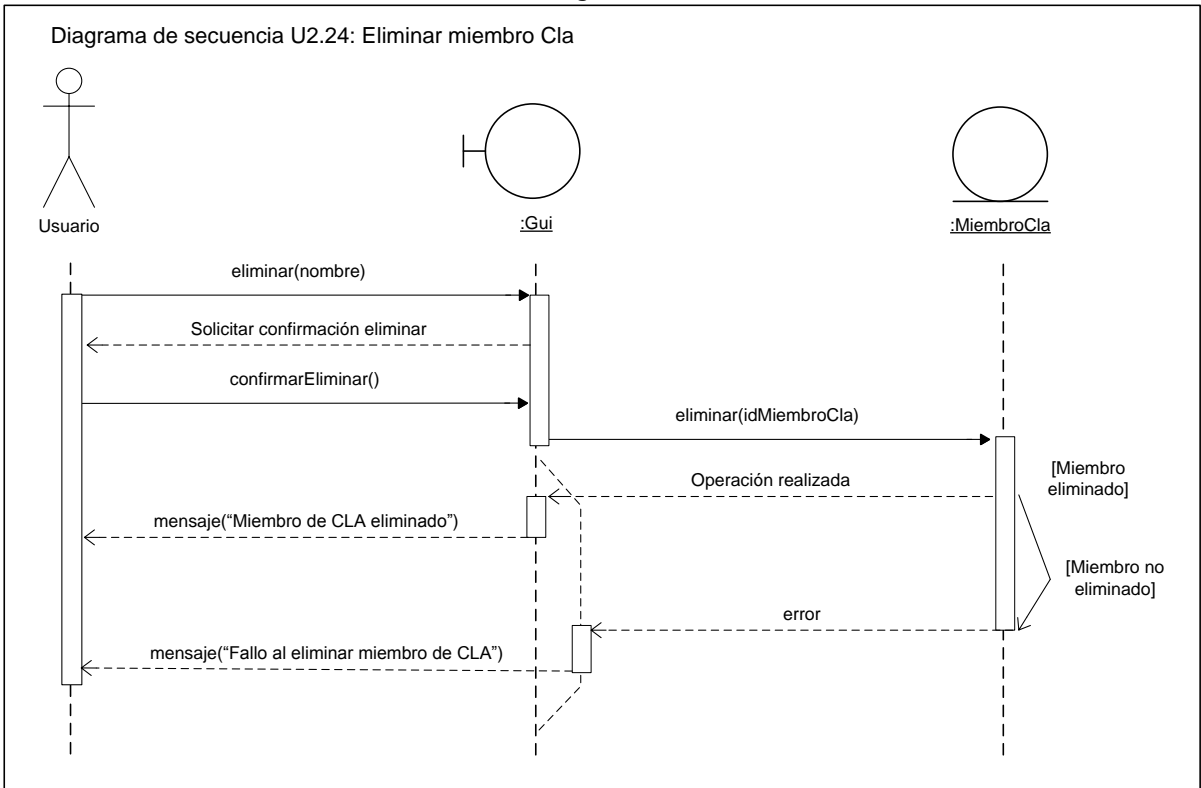 Diagrama de secuencia U2.24: Eliminar miembro Cla
Usuario
:Gui
:MiembroCla
eliminar(nombre)
Solicitar confirmación eliminar
confirmarEliminar()
eliminar(idMiembroCla)
[Miembro
eliminado]
Operación realizada
mensaje(“Miembro de CLA eliminado”)
[Miembro no
eliminado]
error
mensaje(“Fallo al eliminar miembro de CLA”)